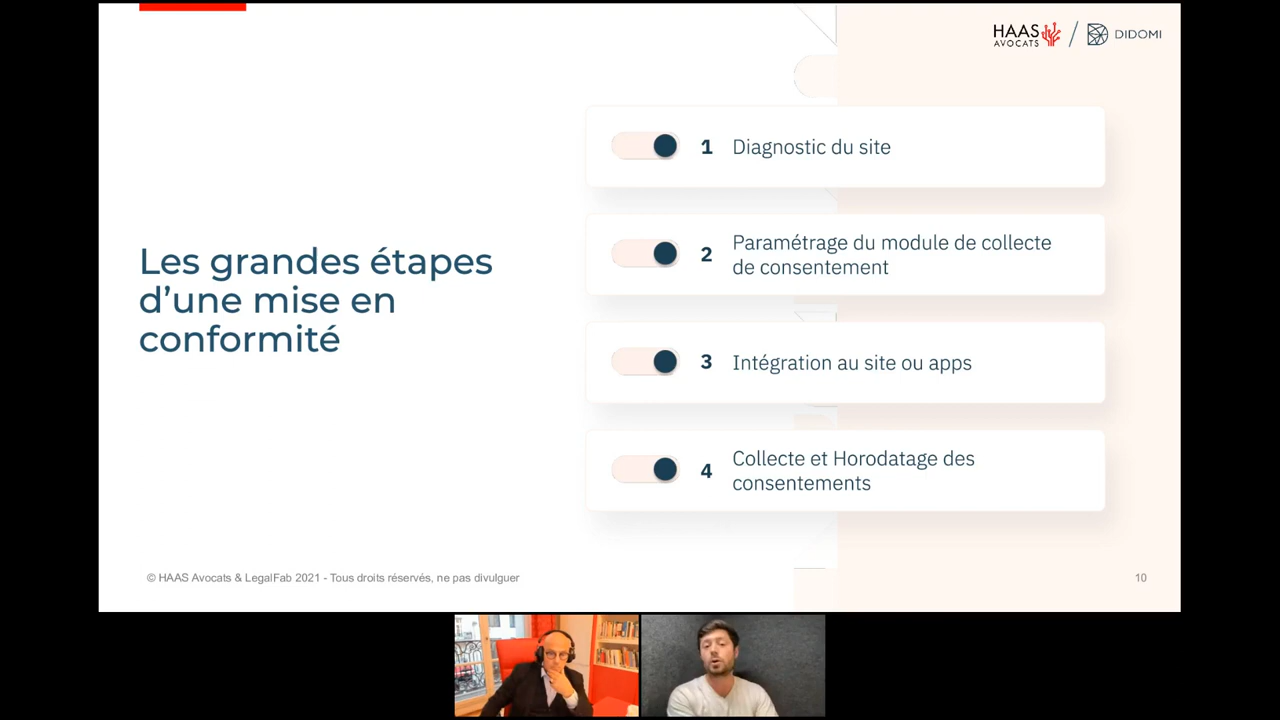 HAAS
AVOCATS
DIDOMI
Les grandes étapes
d’une mise en
conformité
1 Diagnostic du site
2 Paramétrage du module de collecte
de consentement
3 Intégration au site ou apps
4 Collecte et Horodatage des
consentements
© HAAS Avocats & LegalFab 2021 - Tous droits réservés, ne pas divulguer
10